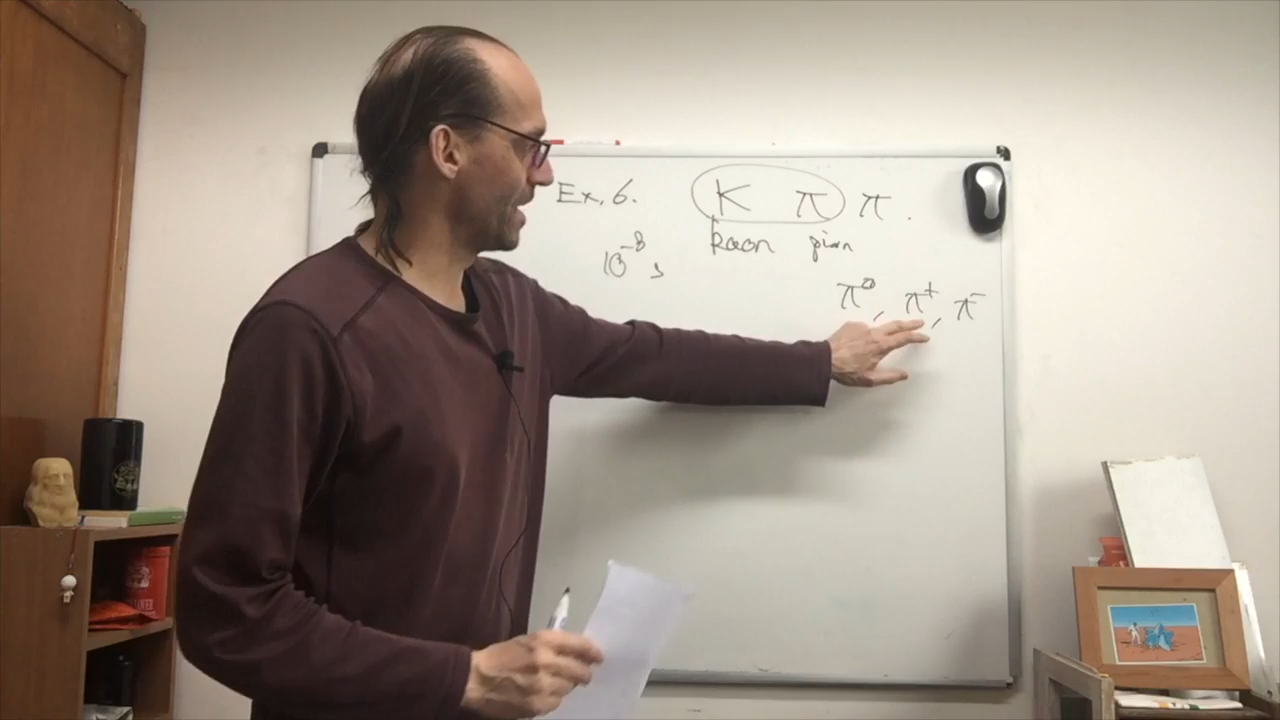 Ex. 6. K π π .
10⁻⁸ s kaon pion
π⁰, π⁺, π⁻